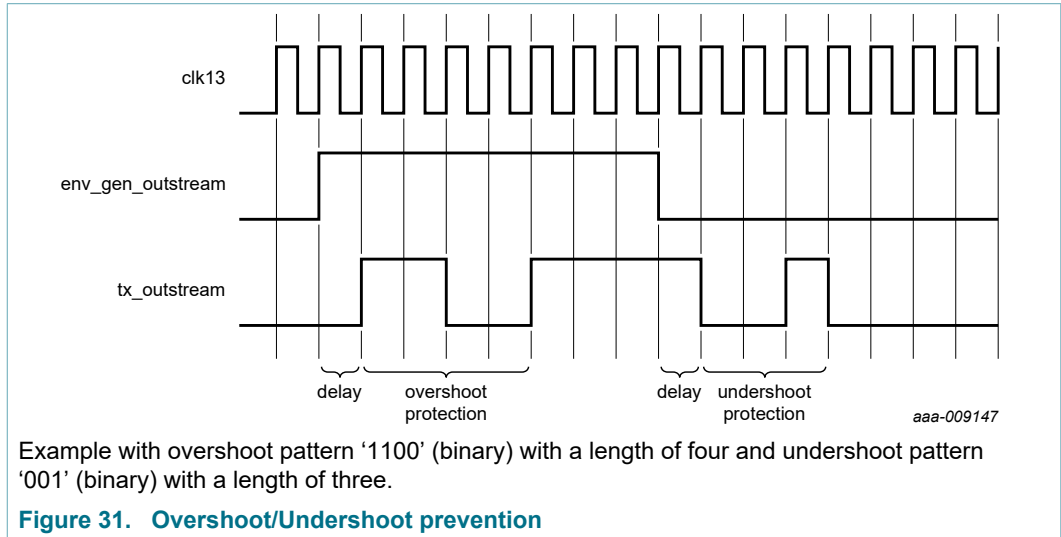 clk13
env_gen_outstream
tx_outstream
delay
overshoot
protection
delay
undershoot
protection
aaa-009147
Example with overshoot pattern ‘1100’ (binary) with a length of four and undershoot pattern
‘001’ (binary) with a length of three.
Figure 31. Overshoot/Undershoot prevention